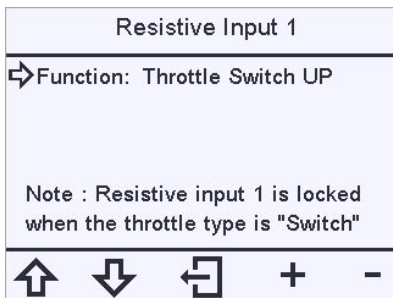 Resistive Input 1
Function: Throttle Switch UP
Note : Resistive input 1 is locked
when the throttle type is "Switch"
+ -